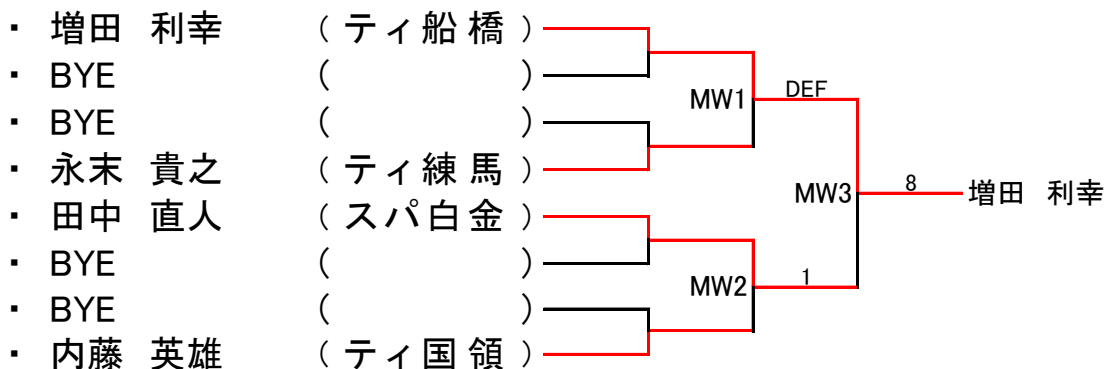 ・ 増田 利幸 ( ティ船橋 )
・ BYE ( )
MW1 DEF
・ BYE ( )
・ 永末 貴之 ( ティ練馬 )
MW3 8 増田 利幸
・ 田中 直人 ( スパ白金 )
・ BYE ( )
MW2 1
・ BYE ( )
・ 内藤 英雄 ( ティ国領 )